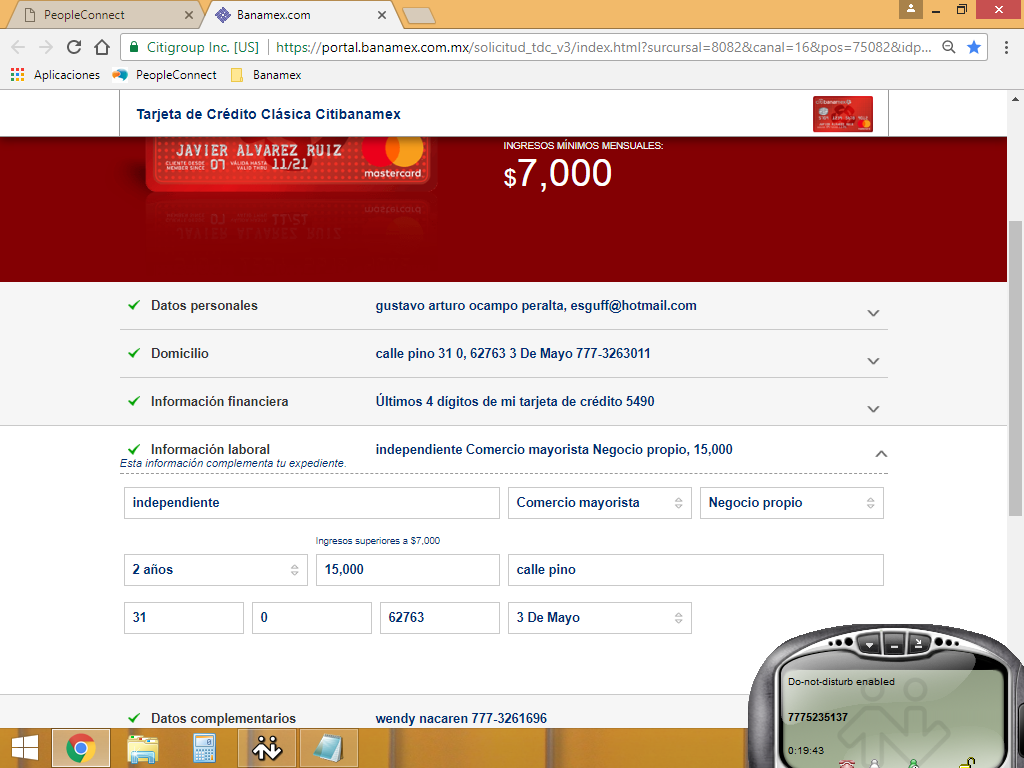 PeopleConnect
Banamex.com
Citigroup Inc. [US]
https://portal.banamex.com.mx/solicitud_tdc_v3/index.html?surcursal=8082&canal=16&pos=75082&idp...
Aplicaciones
PeopleConnect
Banamex
Tarjeta de Crédito Clásica Citibanamex
JAVIER ALVAREZ RUIZ
CLIENTE DESDE
MEMBER SINCE
07
VÁLIDA HASTA
VALID THRU
11/21
mastercard
INGRESOS MÍNIMOS MENSUALES:
$7,000
Datos personales
gustavo arturo ocampo peralta, esguff@hotmail.com
Domicilio
calle pino 31 0, 62763 3 De Mayo 777-3263011
Información financiera
Últimos 4 dígitos de mi tarjeta de crédito 5490
Información laboral
independiente Comercio mayorista Negocio propio, 15,000
Esta información complementa tu expediente.
independiente
Comercio mayorista
Negocio propio
Ingresos superiores a $7,000
2 años
15,000
calle pino
31
0
62763
3 De Mayo
Datos complementarios
wendy nacaren 777-3261696
Do-not-disturb enabled
7775235137
0:19:43